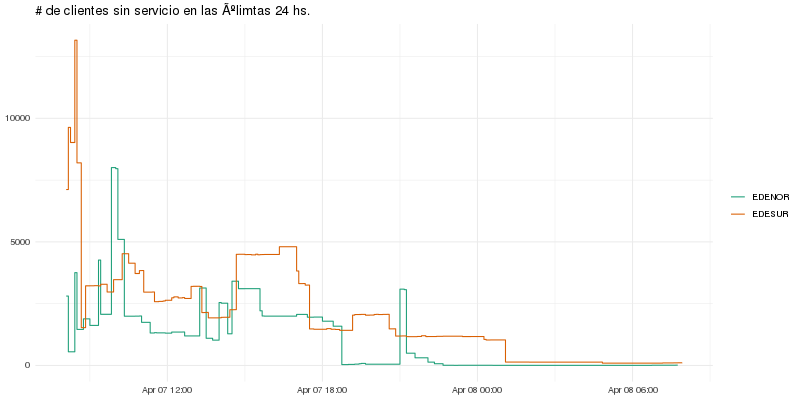 # de clientes sin servicio en las Ãºlimtas 24 hs.
10000
5000
0
Apr 07 12:00
Apr 07 18:00
Apr 08 00:00
Apr 08 06:00
EDENOR
EDESUR